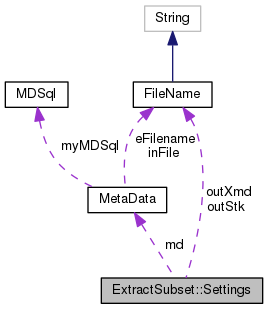 String
MDSql
FileName
myMDSql
eFilename
inFile
MetaData
outXmd
outStk
md
ExtractSubset::Settings